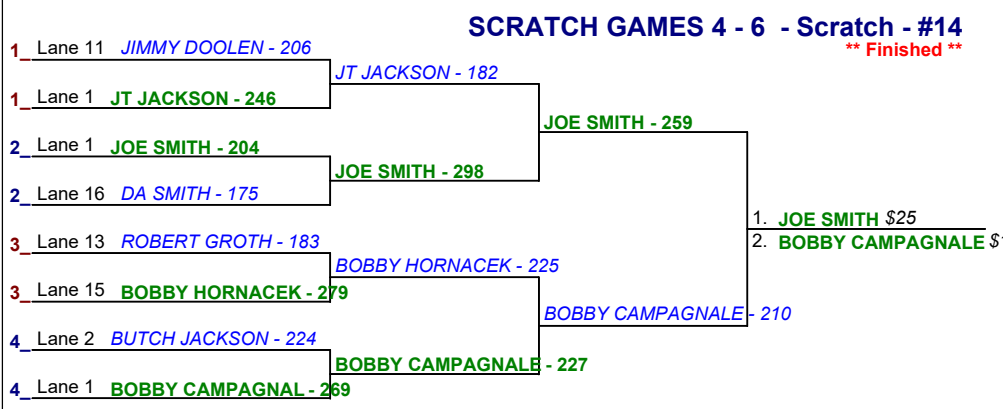 SCRATCH GAMES 4 - 6 - Scratch - #14
** Finished **
1_ Lane 11 JIMMY DOOLEN - 206
JT JACKSON - 182
1_ Lane 1 JT JACKSON - 246
JOE SMITH - 259
2_ Lane 1 JOE SMITH - 204
JOE SMITH - 298
2_ Lane 16 DA SMITH - 175
1. JOE SMITH $25
2. BOBBY CAMPAGNALE
3_ Lane 13 ROBERT GROTH - 183
BOBBY HORNACEK - 225
3_ Lane 15 BOBBY HORNACEK - 279
BOBBY CAMPAGNALE - 210
4_ Lane 2 BUTCH JACKSON - 224
BOBBY CAMPAGNALE - 227
4_ Lane 1 BOBBY CAMPAGNAL - 269